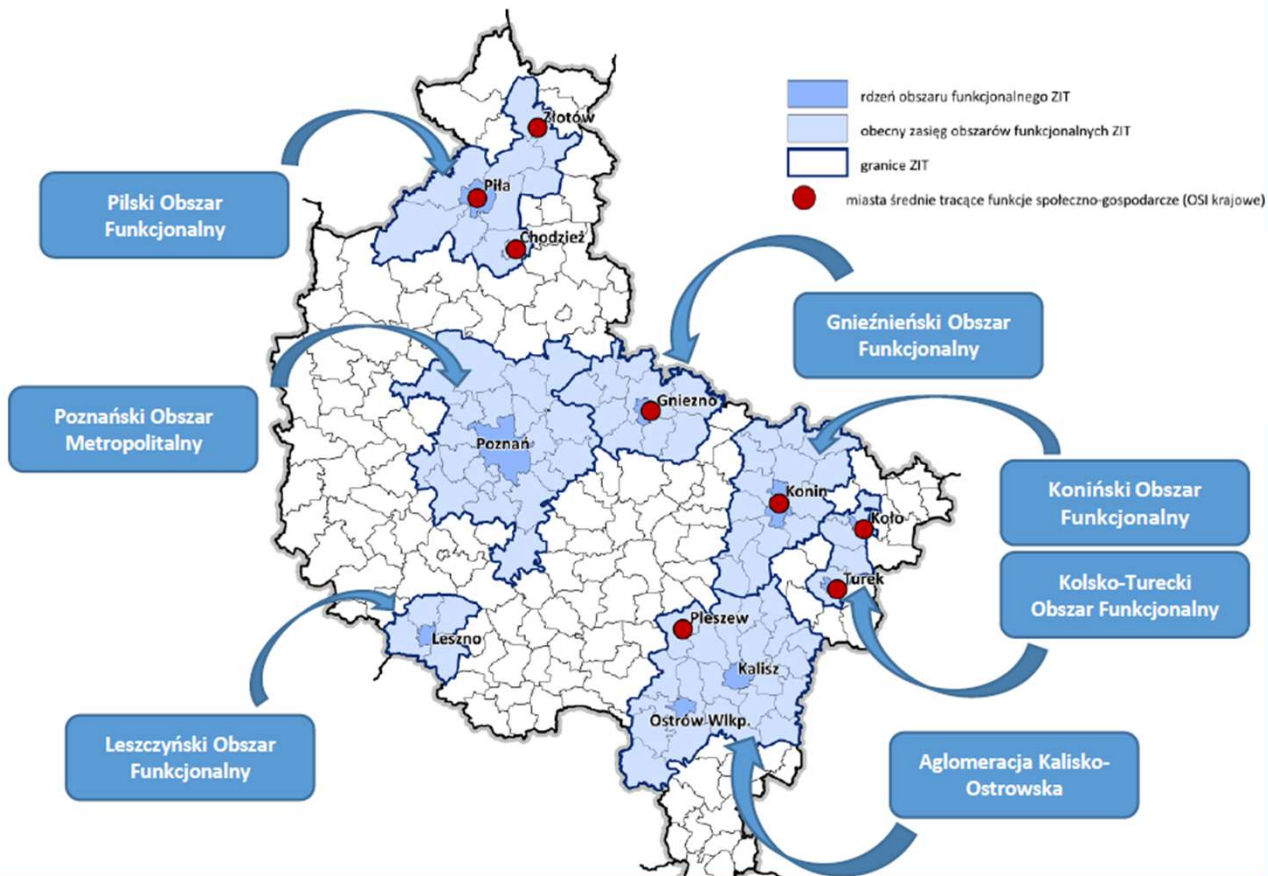 rdzeń obszaru funkcjonalnego ZIT
obecny zasięg obszarów funkcjonalnych ZIT
granice ZIT
miasta średnie tracące funkcje społeczno-gospodarcze (OSI krajowe)
Złotów
Piła
Chodzież
Pilski Obszar
Funkcjonalny
Gnieźnieński Obszar
Funkcjonalny
Poznański Obszar
Metropolitalny
Gniezno
Poznań
Konin
Koło
Turek
Koniński Obszar
Funkcjonalny
Kolsko-Turecki
Obszar Funkcjonalny
Pleszew
Leszno
Kalisz
Ostrów Wlkp.
Leszczyński Obszar
Funkcjonalny
Aglomeracja Kalisko-
Ostrowska